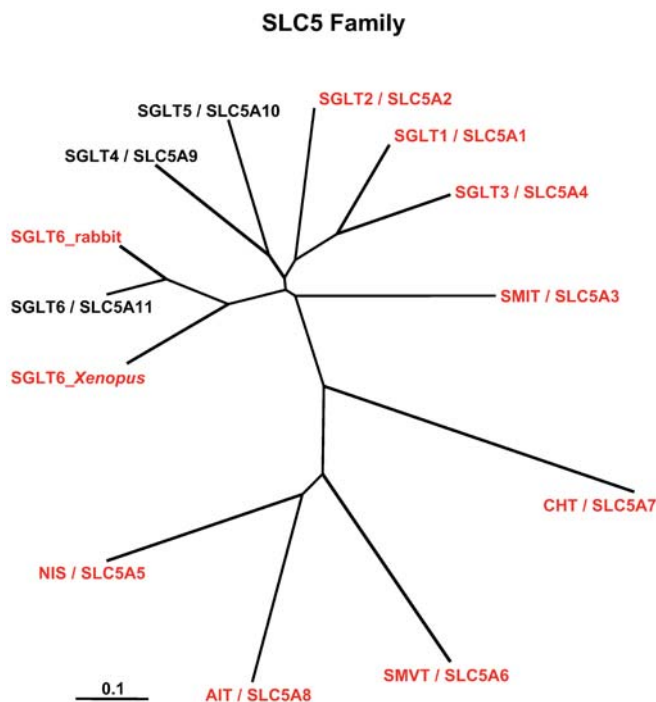 SLC5 Family
SGLT2 / SLC5A2
SGLT5 / SLC5A10
SGLT1 / SLC5A1
SGLT4 / SLC5A9
SGLT3 / SLC5A4
SGLT6_rabbit
SMIT / SLC5A3
SGLT6 / SLC5A11
SGLT6_Xenopus
CHT / SLC5A7
NIS / SLC5A5
SMVT / SLC5A6
0.1
AIT / SLC5A8